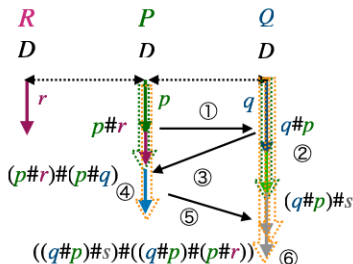 R P Q
D D D
r p ① q
p#r q#p
②
(p#r)#(p#q) ④ ③
(q#p)#s
⑤
((q#p)#s)#((q#p)#(p#r)) ⑥